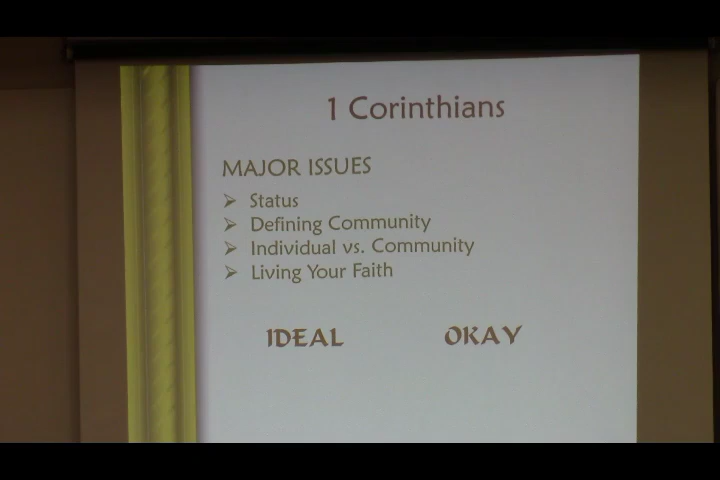 1 Corinthians
MAJOR ISSUES
Status
Defining Community
Individual vs. Community
Living Your Faith
IDEAL OKAY